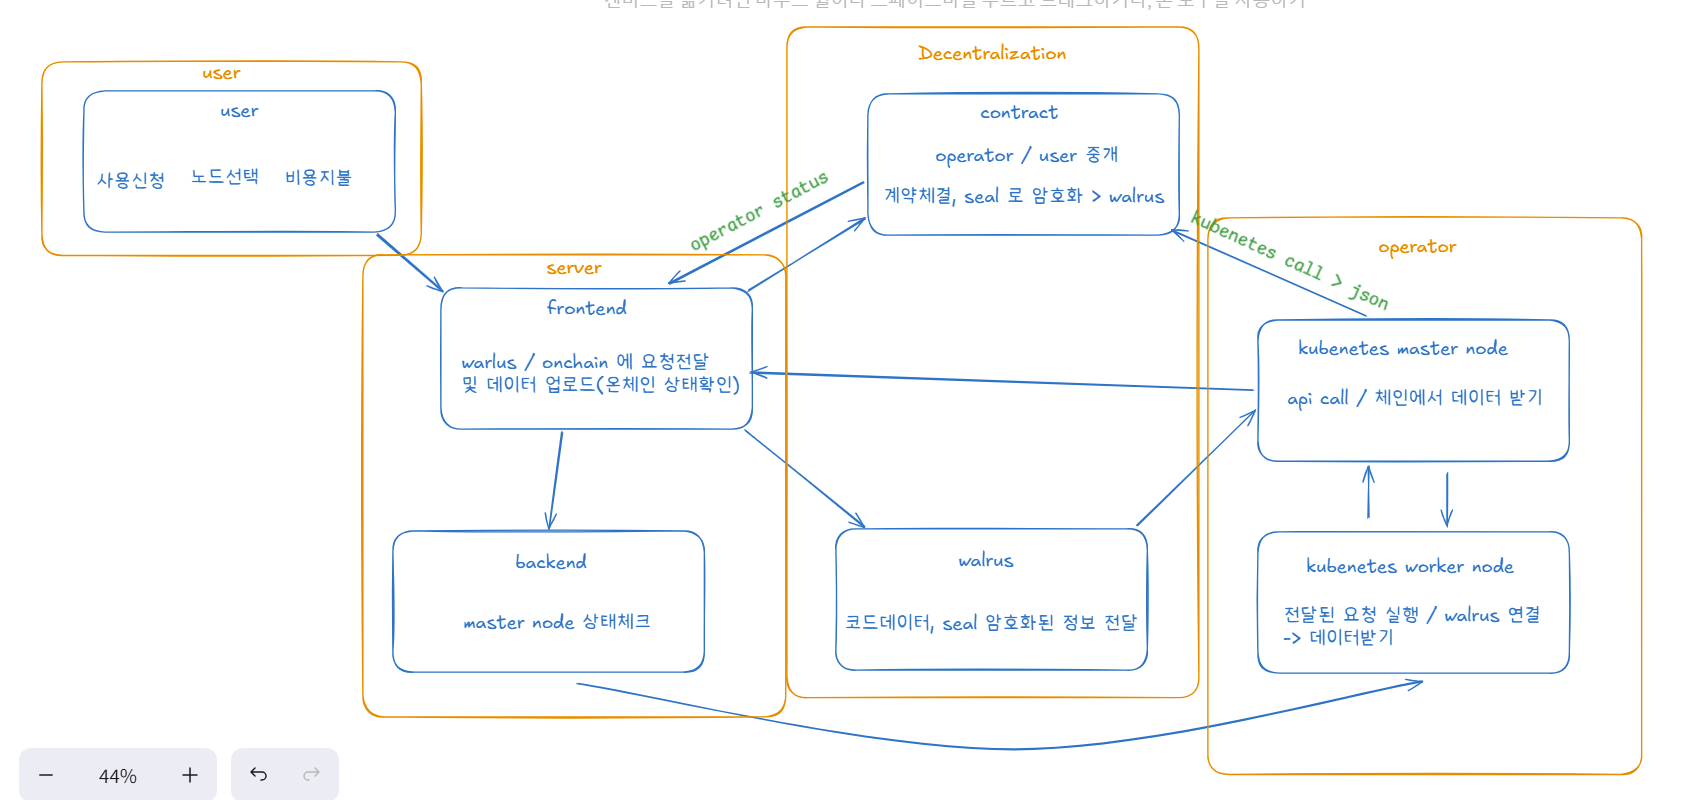 user
user
사용신청 노드선택 비용지불
Decentralization
contract
operator / user 중개
계약체결, seal 로 암호화 > walrus
operator status
kubenetes call > json
server
frontend
warlus / onchain 에 요청전달
및 데이터 업로드(온체인 상태확인)
backend
master node 상태체크
walrus
코드데이터, seal 암호화된 정보 전달
operator
kubenetes master node
api call / 체인에서 데이터 받기
kubenetes worker node
전달된 요청 실행 / walrus 연결
-> 데이터받기
44%